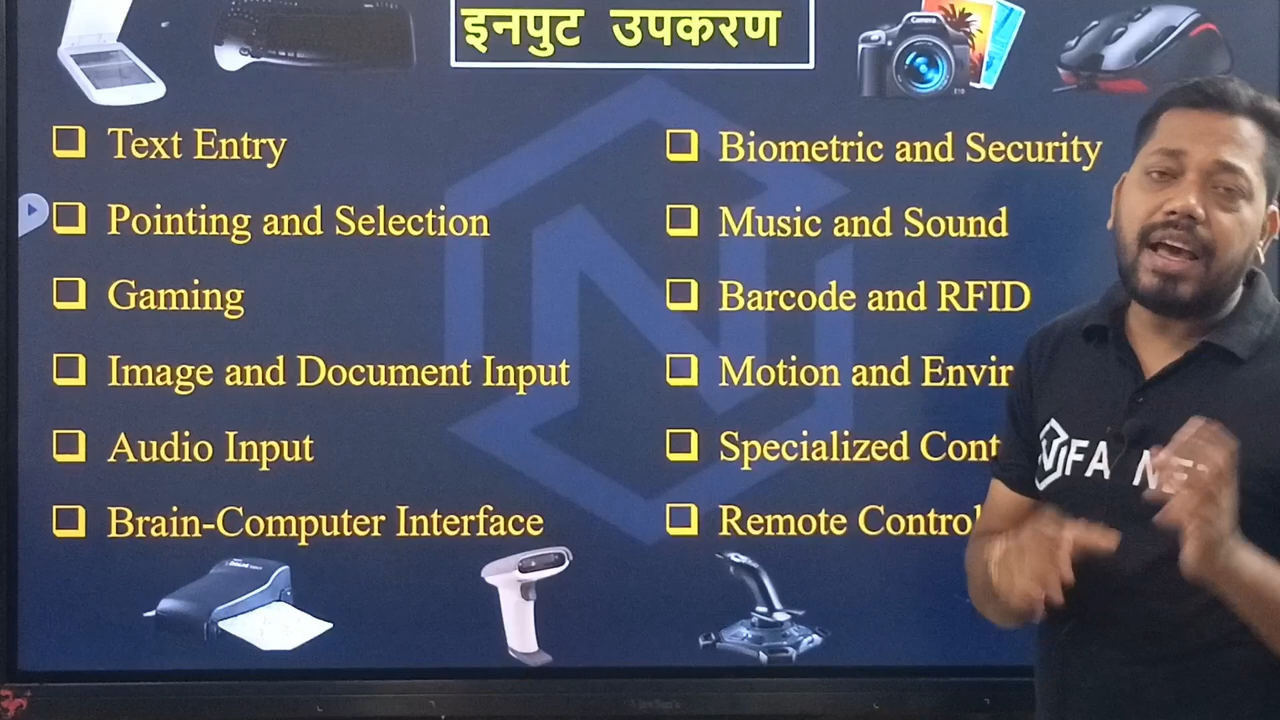 इनपुट उपकरण
Text Entry
Pointing and Selection
Gaming
Image and Document Input
Audio Input
Brain-Computer Interface
Biometric and Security
Music and Sound
Barcode and RFID
Motion and Envir
Specialized Cont
Remote Control